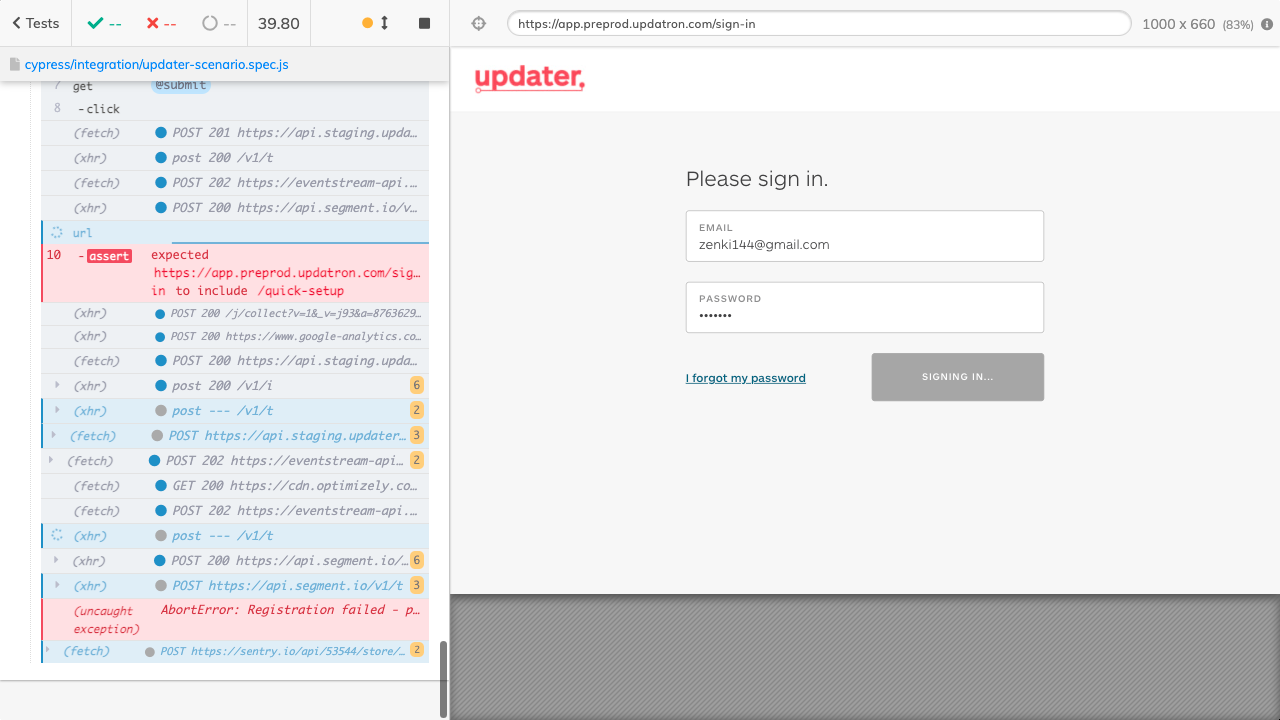 Tests
--
--
--
39.80
https://app.preprod.updatron.com/sign-in
1000 x 660 (83%)
cypress/integration/updater-scenario.spec.js
7 get @submit
8 -click
(fetch) POST 201 https://api.staging.upda…
(xhr) post 200 /v1/t
(fetch) POST 202 https://eventstream-api.…
(xhr) POST 200 https://api.segment.io/v…
url
10 -assert expected
https://app.preprod.updatron.com/sig…
in to include /quick-setup
(xhr) POST 200 /j/collect?v=1&_v=j93&a=8763629…
(xhr) POST 200 https://www.google-analytics.co…
(fetch) POST 200 https://api.staging.upda…
(xhr) post 200 /v1/i 6
(xhr) post --- /v1/t 2
(fetch) POST https://api.staging.updater… 3
(fetch) POST 202 https://eventstream-api… 2
(fetch) GET 200 https://cdn.optimizely.co…
(fetch) POST 202 https://eventstream-api.…
(xhr) post --- /v1/t
(xhr) POST 200 https://api.segment.io/… 6
(xhr) POST https://api.segment.io/v1/t 3
(uncaught AbortError: Registration failed - p…
exception)
(fetch) POST https://sentry.io/api/53544/store/… 2
updater.
Please sign in.
EMAIL
zenki144@gmail.com
PASSWORD
•••••••
I forgot my password
SIGNING IN...